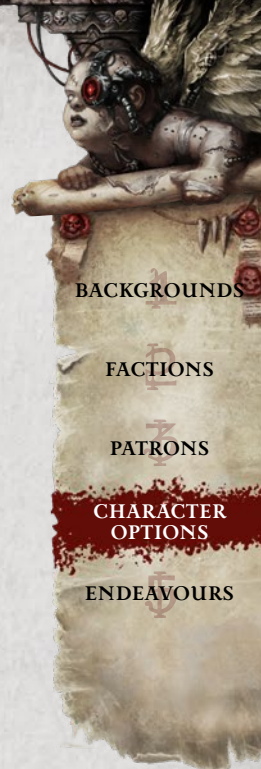 BACKGROUNDS
FACTIONS
PATRONS
CHARACTER
OPTIONS
ENDEAVOURS